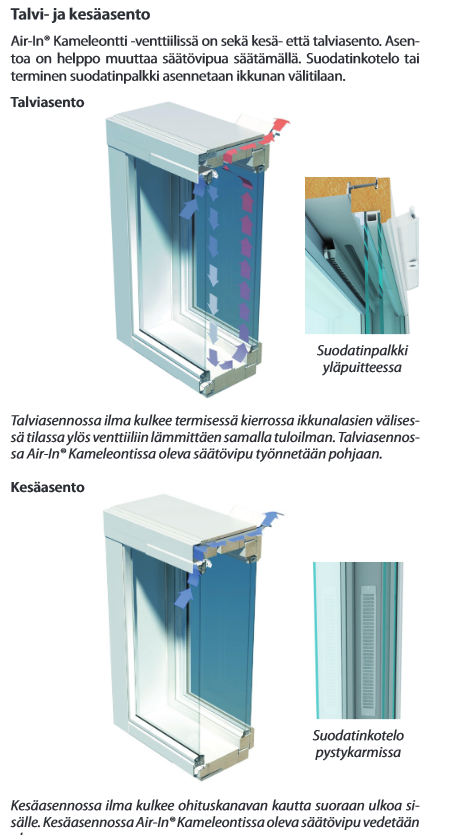 Talvi- ja kesäasento
Air-In® Kameleontti -venttiilissä on sekä kesä- että talviasento. Asen-
toa on helppo muuttaa säätövipua säätämällä. Suodatinkotelo tai
terminen suodatinpalkki asennetaan ikkunan välitilaan.
Talviasento
Suodatinpalkki
yläpuitteessa
Talviasennossa ilma kulkee termisessä kierrossa ikkunalasien välises-
sä tilassa ylös venttiiliin lämmittäen samalla tuloilman. Talviasennos-
sa Air-In® Kameleontissa oleva säätövipu työnnetään pohjaan.
Kesäasento
Suodatinkotelo
pystykarmissa
Kesäasennossa ilma kulkee ohituskanavan kautta suoraan ulkoa si-
sälle. Kesäasennossa Air-In® Kameleontissa oleva säätövipu vedetään